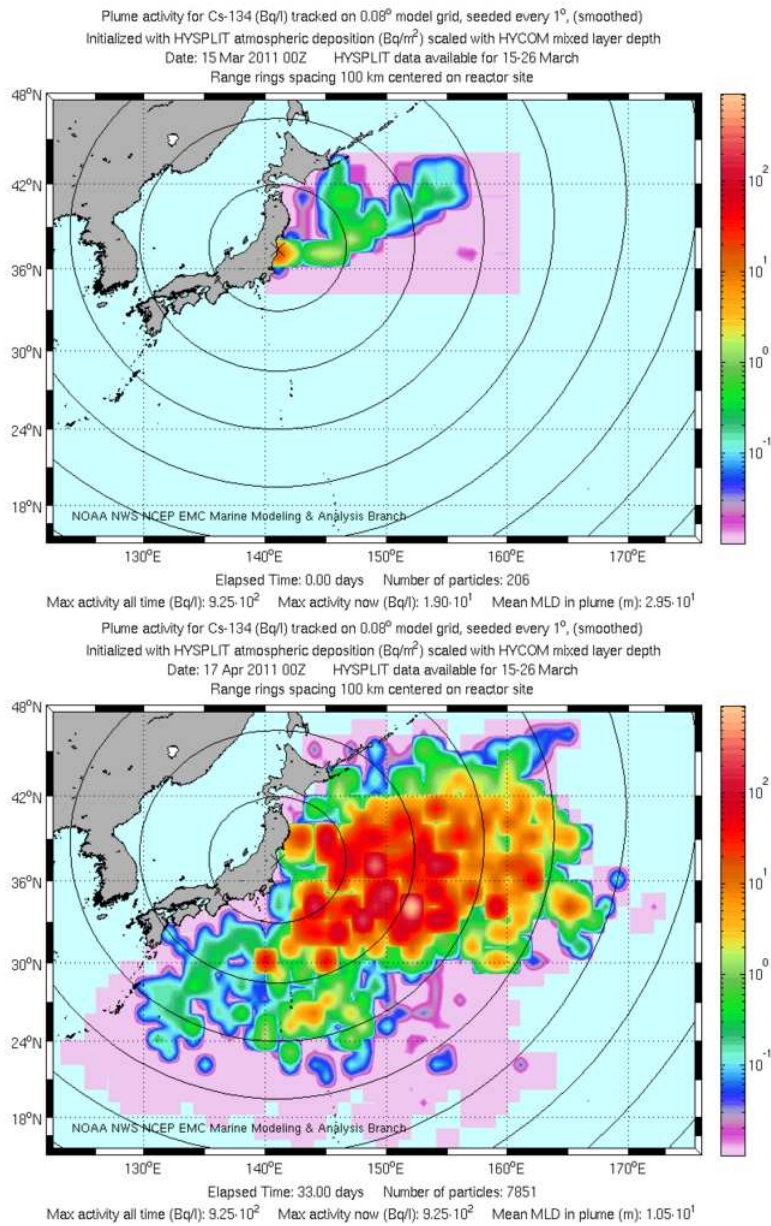 Plume activity for Cs-134 (Bq/l) tracked on 0.08° model grid, seeded every 1°, (smoothed)
Initialized with HYSPLIT atmospheric deposition (Bq/m²) scaled with HYCOM mixed layer depth
Date: 15 Mar 2011 00Z HYSPLIT data available for 15-26 March
Range rings spacing 100 km centered on reactor site
48°N
42°N
36°N
30°N
24°N
18°N
10²
10¹
10⁰
10⁻¹
NOAA NWS NCEP EMC Marine Modeling & Analysis Branch
130°E 140°E 150°E 160°E 170°E
Elapsed Time: 0.00 days Number of particles: 206
Max activity all time (Bq/l): 9.25·10² Max activity now (Bq/l): 1.90·10¹ Mean MLD in plume (m): 2.95·10¹
Plume activity for Cs-134 (Bq/l) tracked on 0.08° model grid, seeded every 1°, (smoothed)
Initialized with HYSPLIT atmospheric deposition (Bq/m²) scaled with HYCOM mixed layer depth
Date: 17 Apr 2011 00Z HYSPLIT data available for 15-26 March
Range rings spacing 100 km centered on reactor site
48°N
42°N
36°N
30°N
24°N
18°N
10²
10¹
10⁰
10⁻¹
NOAA NWS NCEP EMC Marine Modeling & Analysis Branch
130°E 140°E 150°E 160°E 170°E
Elapsed Time: 33.00 days Number of particles: 7851
Max activity all time (Bq/l): 9.25·10² Max activity now (Bq/l): 9.25·10² Mean MLD in plume (m): 1.05·10¹